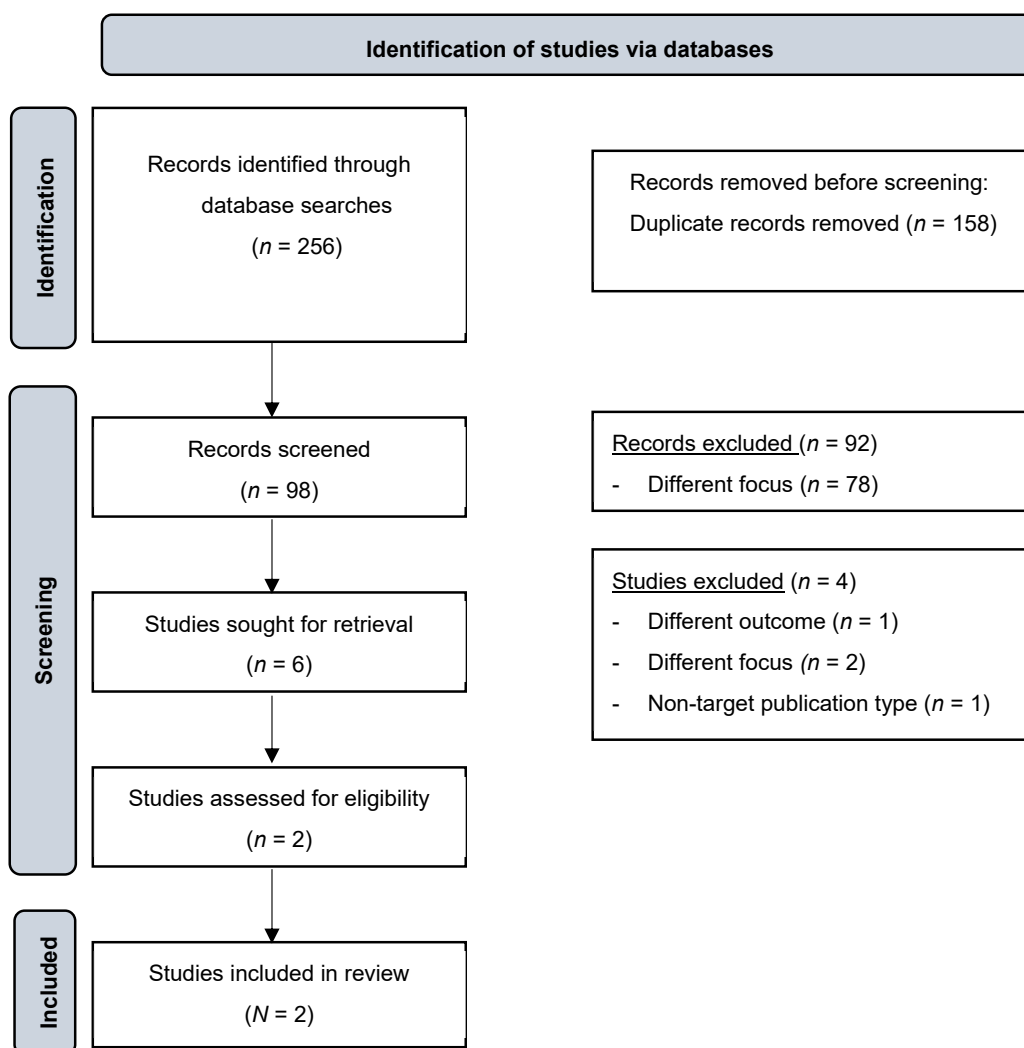 Identification of studies via databases
Identification
Records identified through
database searches
(n = 256)
Records removed before screening:
Duplicate records removed (n = 158)
Screening
Records screened
(n = 98)
Records excluded (n = 92)
- Different focus (n = 78)
Studies sought for retrieval
(n = 6)
Studies excluded (n = 4)
- Different outcome (n = 1)
- Different focus (n = 2)
- Non-target publication type (n = 1)
Studies assessed for eligibility
(n = 2)
Included
Studies included in review
(N = 2)